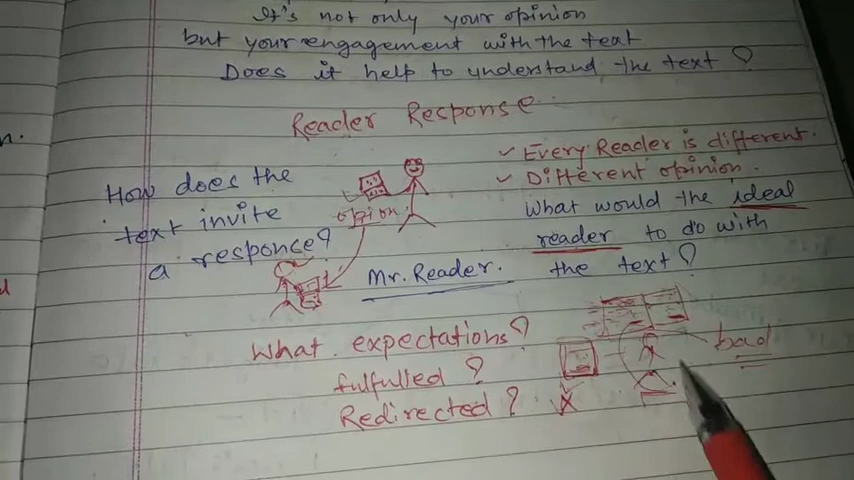 It's not only your opinion
but your engagement with the text
Does it help to understand the text ?
Reader Response
How does the
text invite
a responce?
opion
Mr. Reader.
✓ Every Reader is different.
✓ Different opinion.
What would the ideal
reader to do with
the text?
What expectations?
fulfulled ?
Redirected ?
bad